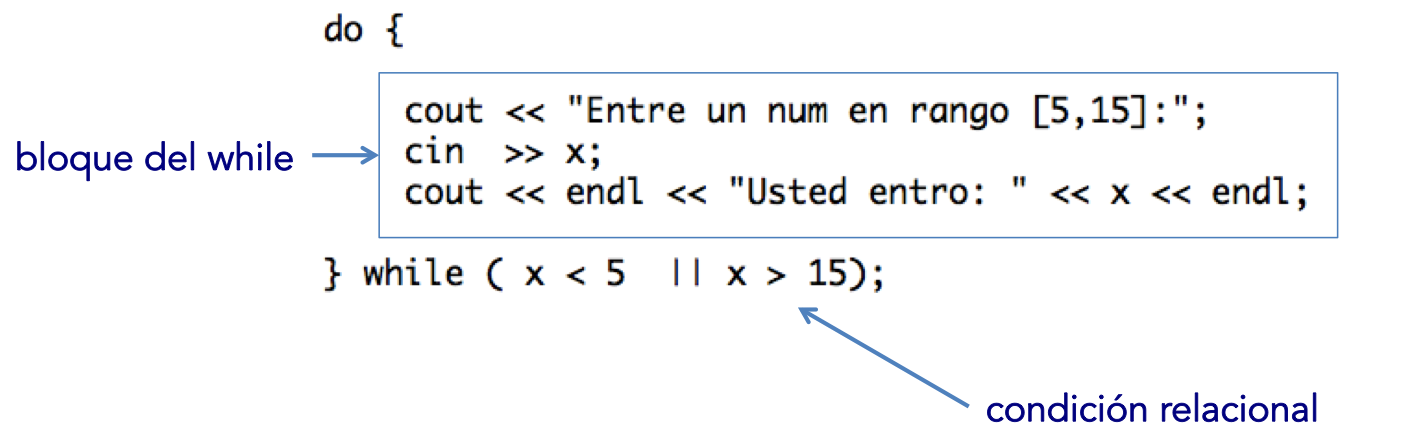 do {
cout << "Entre un num en rango [5,15]:";
bloque del while
cin  >> x;
cout << endl << "Usted entro: " << x << endl;
} while ( x < 5  || x > 15);
condición relacional